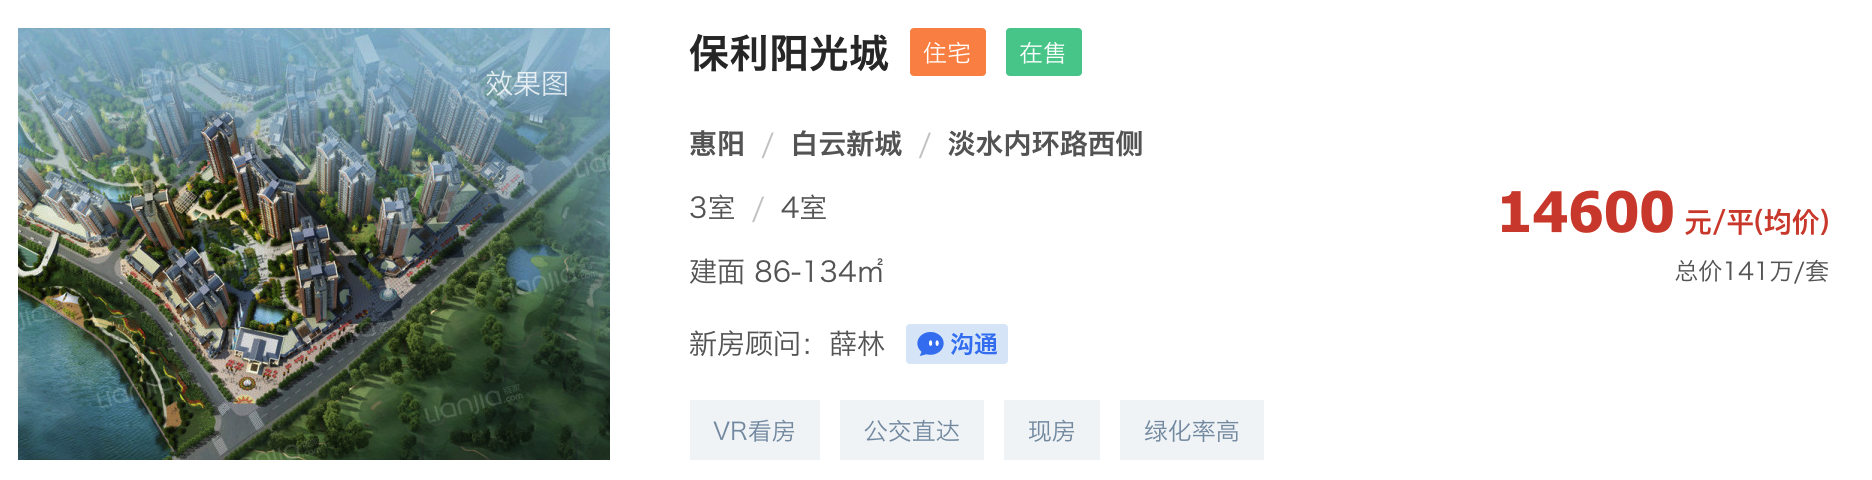 效果图
lianjia.com
保利阳光城 住宅 在售
惠阳 / 白云新城 / 淡水内环路西侧
3室 / 4室
建面 86-134㎡
新房顾问：薛林 沟通
VR看房 公交直达 现房 绿化率高
14600 元/平(均价)
总价141万/套